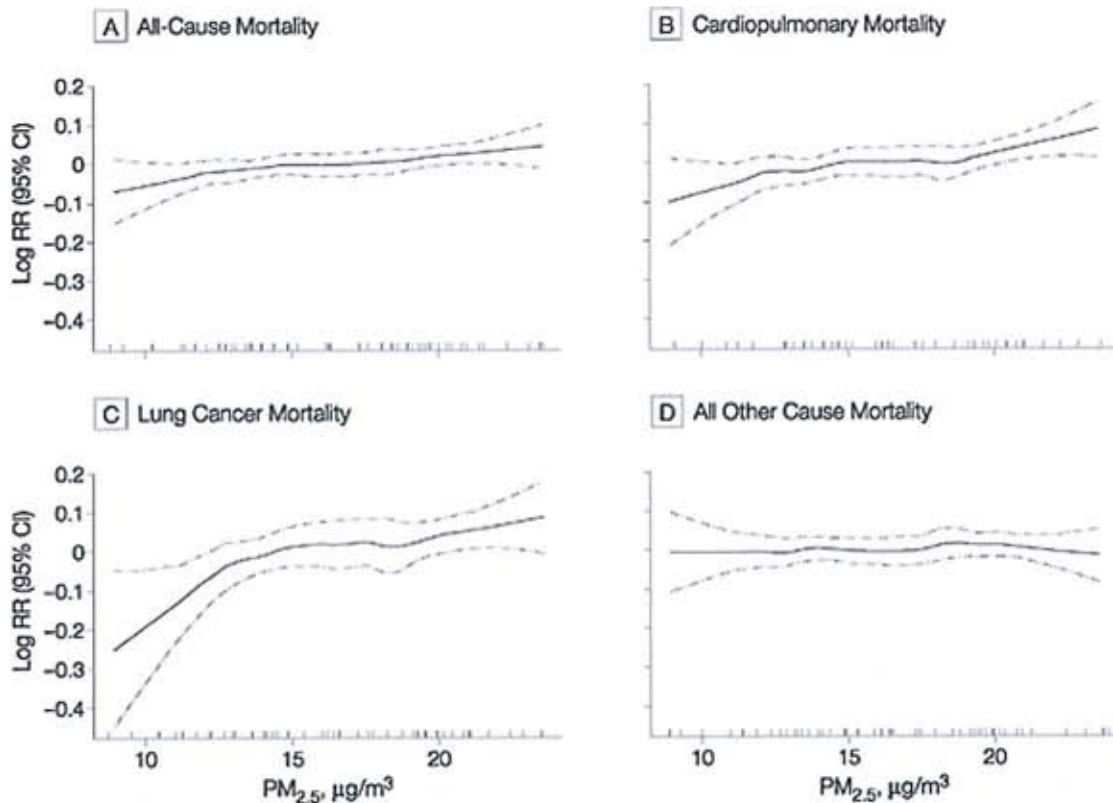 A All-Cause Mortality
B Cardiopulmonary Mortality
Log RR (95% CI)
0.2
0.1
0
−0.1
−0.2
−0.3
−0.4
C Lung Cancer Mortality
D All Other Cause Mortality
Log RR (95% CI)
0.2
0.1
0
−0.1
−0.2
−0.3
−0.4
10 15 20
PM2.5, μg/m³
10 15 20
PM2.5, μg/m³